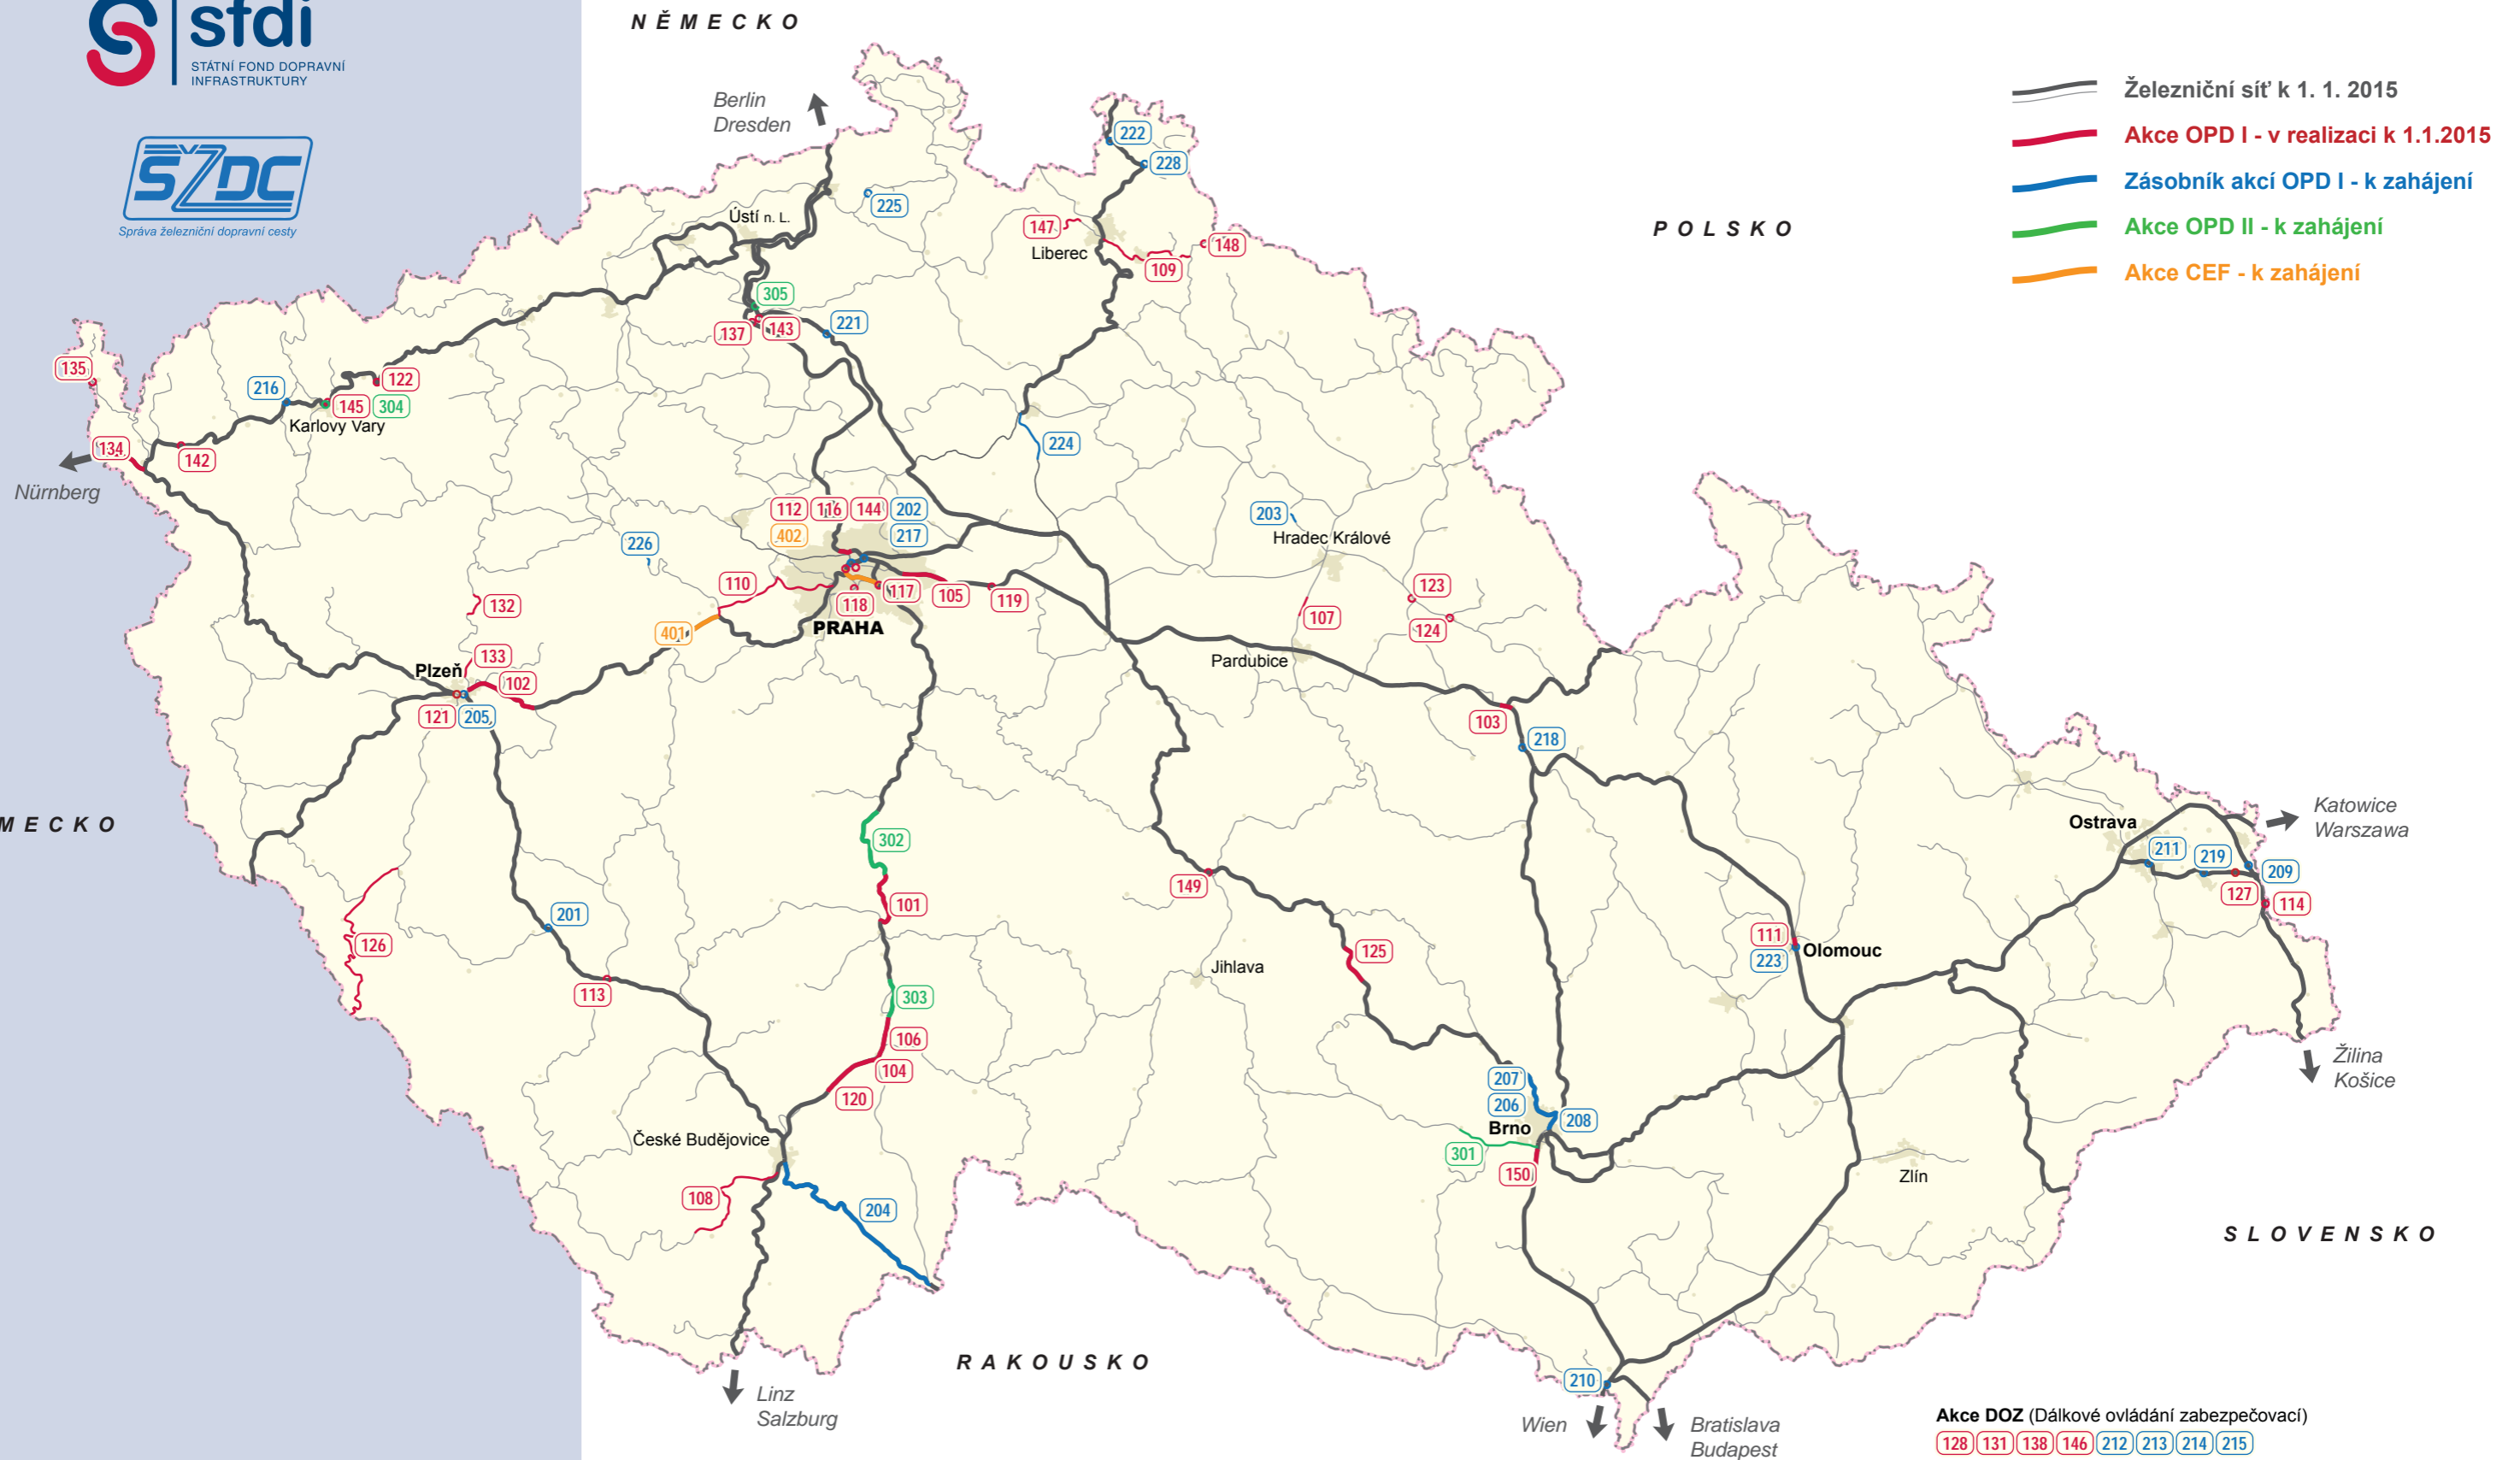 sfdi
STÁTNÍ FOND DOPRAVNÍ
INFRASTRUKTURY
SŽDC
Správa železniční dopravní cesty
NĚMECKO
Berlin
Dresden
Železniční síť k 1. 1. 2015
Akce OPD I - v realizaci k 1.1.2015
Zásobník akcí OPD I - k zahájení
Akce OPD II - k zahájení
Akce CEF - k zahájení
POLSKO
222
228
225
Ústí n. L.
147
Liberec
148
109
305
137
143
221
135
216
122
145
304
Karlovy Vary
134
142
Nürnberg
224
112
116
144
202
402
217
203
Hradec Králové
226
110
118
117
105
119
PRAHA
123
107
124
132
401
Pardubice
133
Plzeň
102
121
205
103
218
MECKO
302
Katowice
Warszawa
Ostrava
211
219
209
127
114
149
101
201
126
111
Olomouc
223
125
Jihlava
113
303
106
104
120
Žilina
Košice
207
206
208
Brno
301
150
České Budějovice
108
204
Zlín
SLOVENSKO
RAKOUSKO
Linz
Salzburg
210
Wien
Bratislava
Budapest
Akce DOZ (Dálkové ovládání zabezpečovací)
128 131 138 146 212 213 214 215